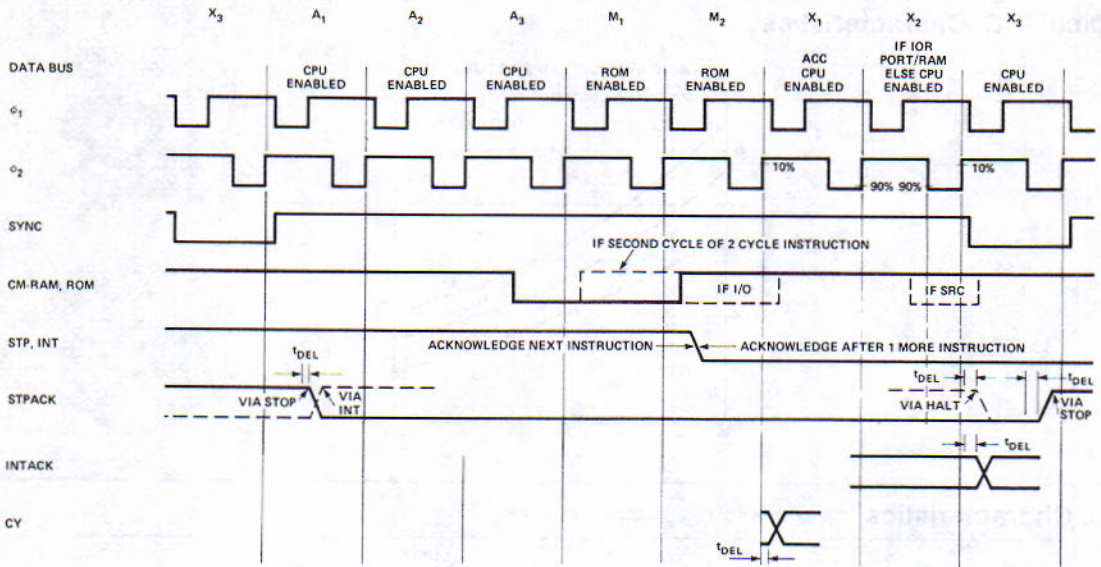 X3 A1 A2 A3 M1 M2 X1 X2 X3
DATA BUS
CPU ENABLED
CPU ENABLED
CPU ENABLED
ROM ENABLED
ROM ENABLED
ACC CPU ENABLED
IF IOR PORT/RAM ELSE CPU ENABLED
CPU ENABLED
ϕ1
ϕ2
10%
90% 90%
10%
SYNC
IF SECOND CYCLE OF 2 CYCLE INSTRUCTION
CM-RAM, ROM
IF I/O
IF SRC
STP, INT
ACKNOWLEDGE NEXT INSTRUCTION
ACKNOWLEDGE AFTER 1 MORE INSTRUCTION
tDEL
tDEL
tDEL
STPACK
VIA STOP
VIA INT
VIA HALT
VIA STOP
INTACK
tDEL
CY
tDEL